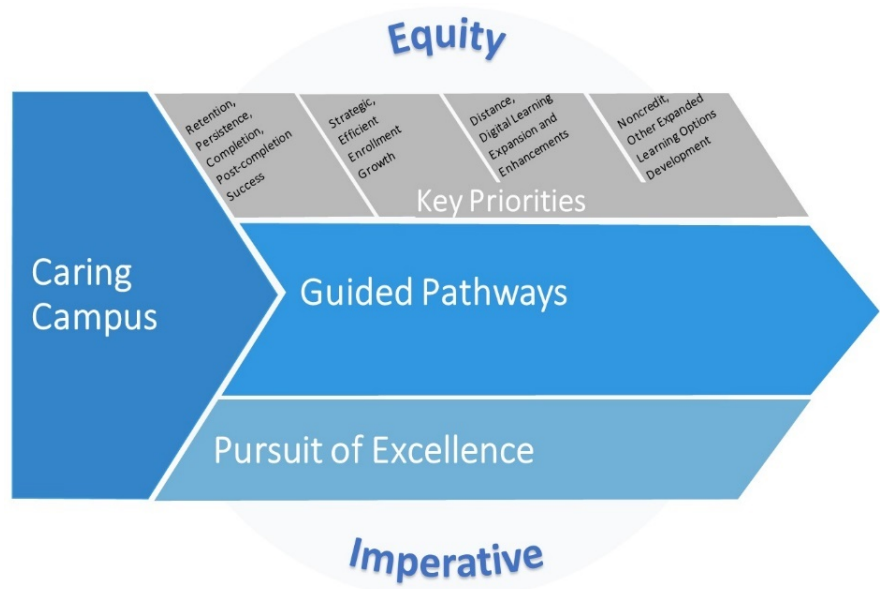 Equity
Retention,
Persistence,
Completion,
Post-completion
Success
Strategic,
Efficient
Enrollment
Growth
Distance,
Digital Learning
Expansion and
Enhancements
Noncredit,
Other Expanded
Learning Options
Development
Key Priorities
Caring
Campus
Guided Pathways
Pursuit of Excellence
Imperative